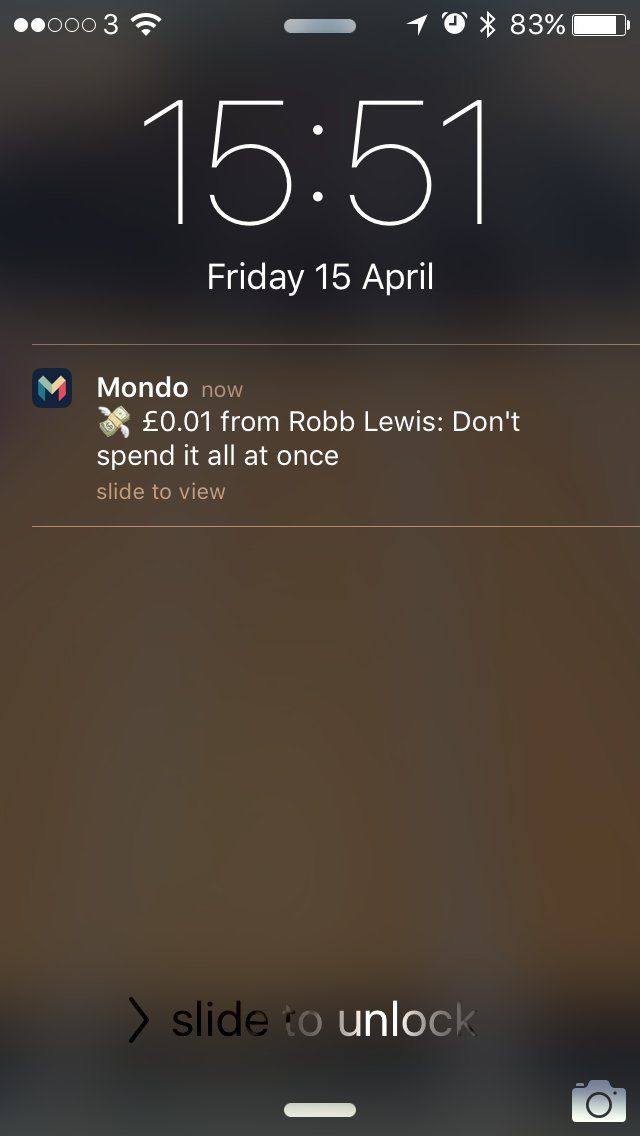 3 83%
15:51
Friday 15 April
Mondo now
💸 £0.01 from Robb Lewis: Don't
spend it all at once
slide to view
> slide to unlock